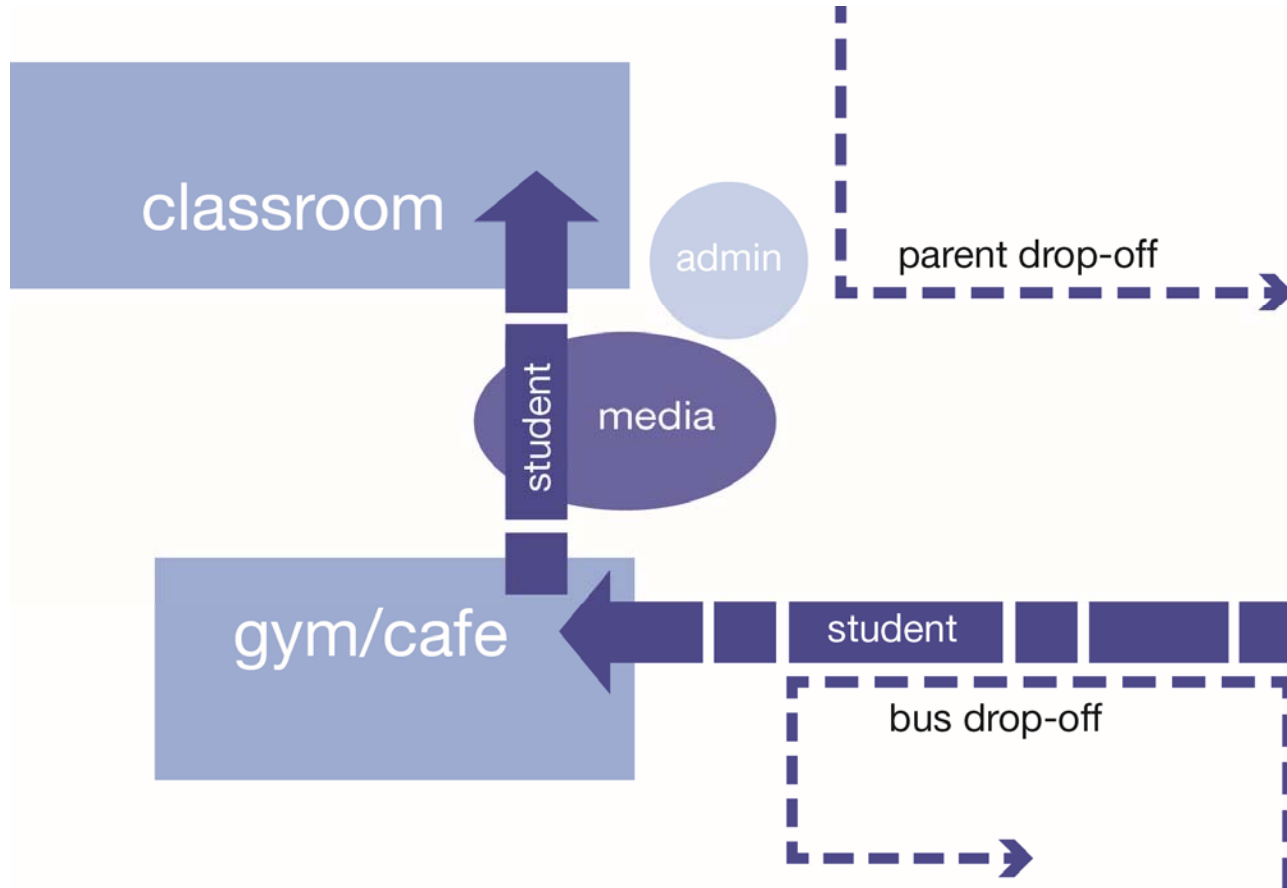 classroom
admin
parent drop-off
student
media
gym/cafe
student
bus drop-off